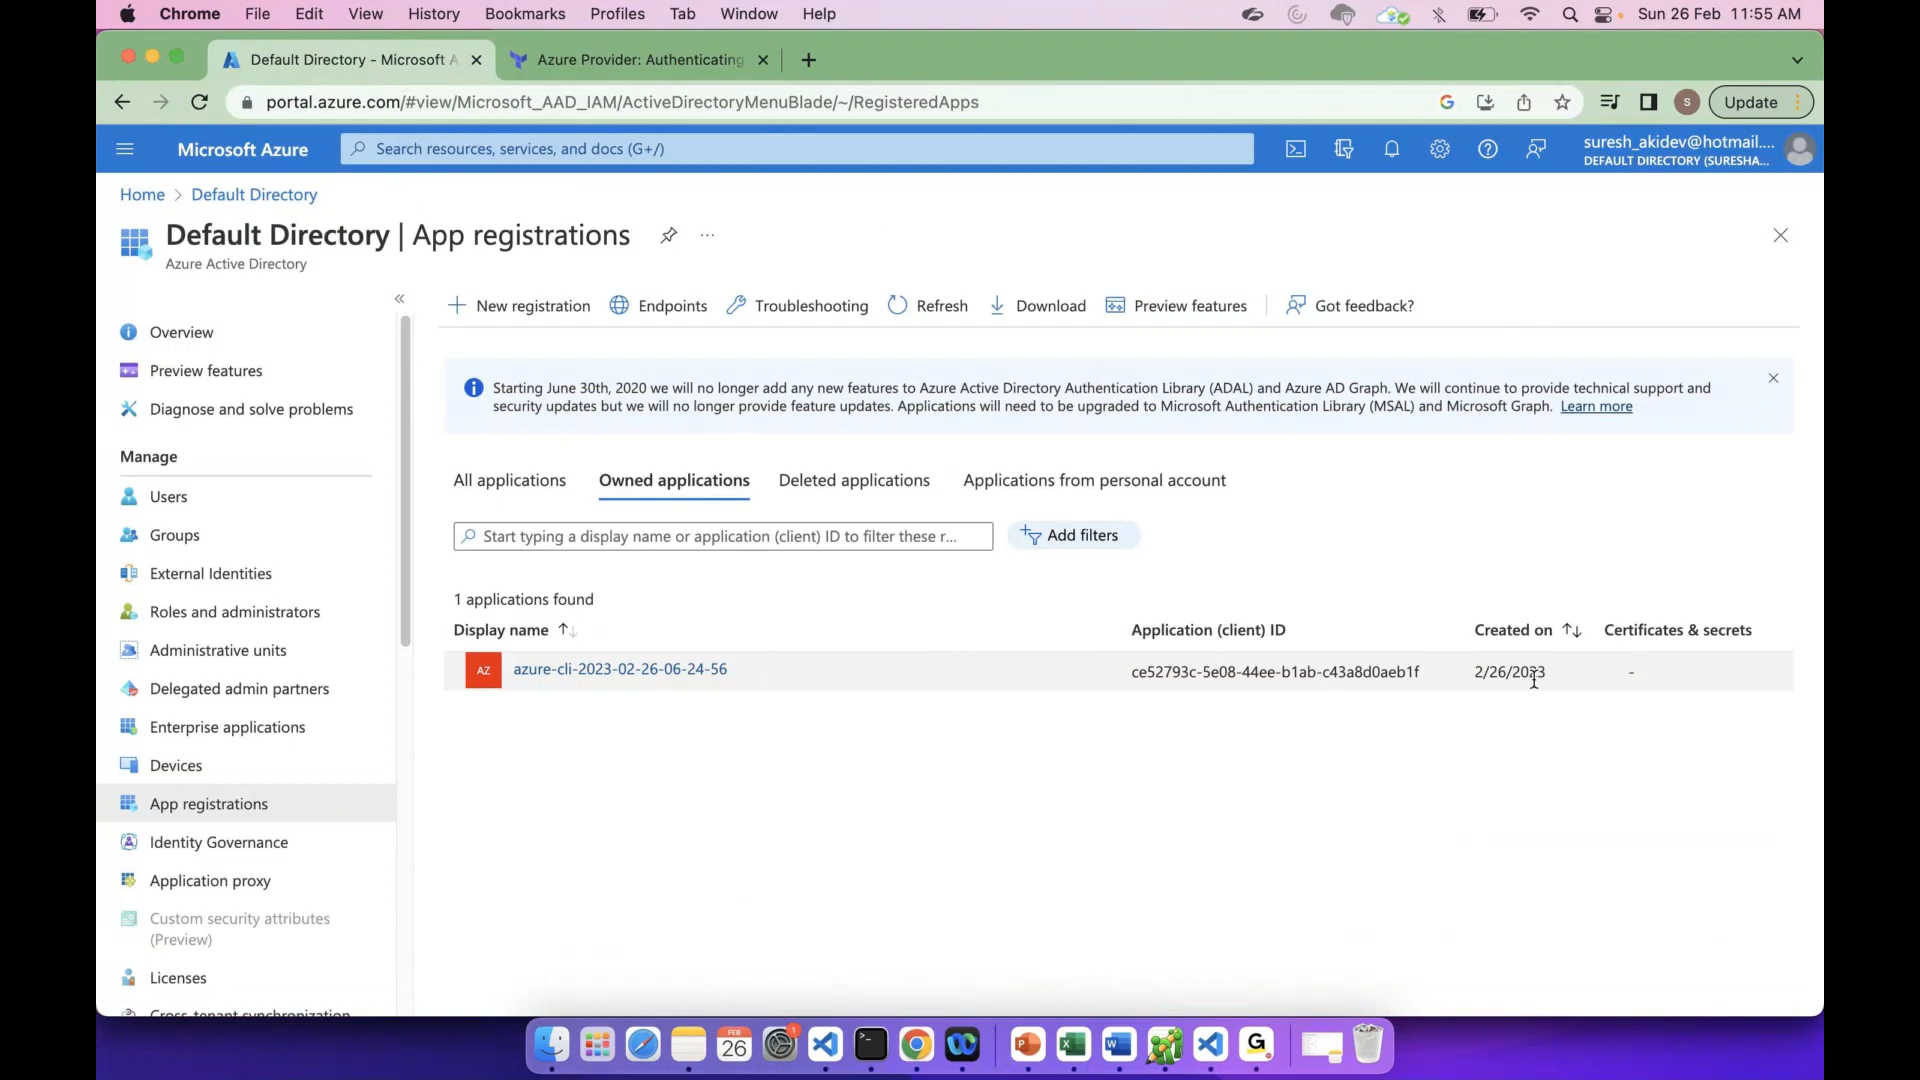 Chrome File Edit View History Bookmarks Profiles Tab Window Help Sun 26 Feb 11:55 AM
Default Directory - Microsoft A Azure Provider: Authenticating
portal.azure.com/#view/Microsoft_AAD_IAM/ActiveDirectoryMenuBlade/~/RegisteredApps S Update
Microsoft Azure Search resources, services, and docs (G+/) suresh_akidev@hotmail....
DEFAULT DIRECTORY (SURESHA...
Home > Default Directory
Default Directory | App registrations ...
Azure Active Directory
New registration Endpoints Troubleshooting Refresh Download Preview features Got feedback?
Starting June 30th, 2020 we will no longer add any new features to Azure Active Directory Authentication Library (ADAL) and Azure AD Graph. We will continue to provide technical support and
security updates but we will no longer provide feature updates. Applications will need to be upgraded to Microsoft Authentication Library (MSAL) and Microsoft Graph. Learn more
Overview
Preview features
Diagnose and solve problems
Manage
Users
Groups
External Identities
Roles and administrators
Administrative units
Delegated admin partners
Enterprise applications
Devices
App registrations
Identity Governance
Application proxy
Custom security attributes
(Preview)
Licenses
Cross-tenant synchronization
All applications Owned applications Deleted applications Applications from personal account
Start typing a display name or application (client) ID to filter these r... Add filters
1 applications found
Display name Application (client) ID Created on Certificates & secrets
AZ azure-cli-2023-02-26-06-24-56 ce52793c-5e08-44ee-b1ab-c43a8d0aeb1f 2/26/2023 -
FEB
26
1